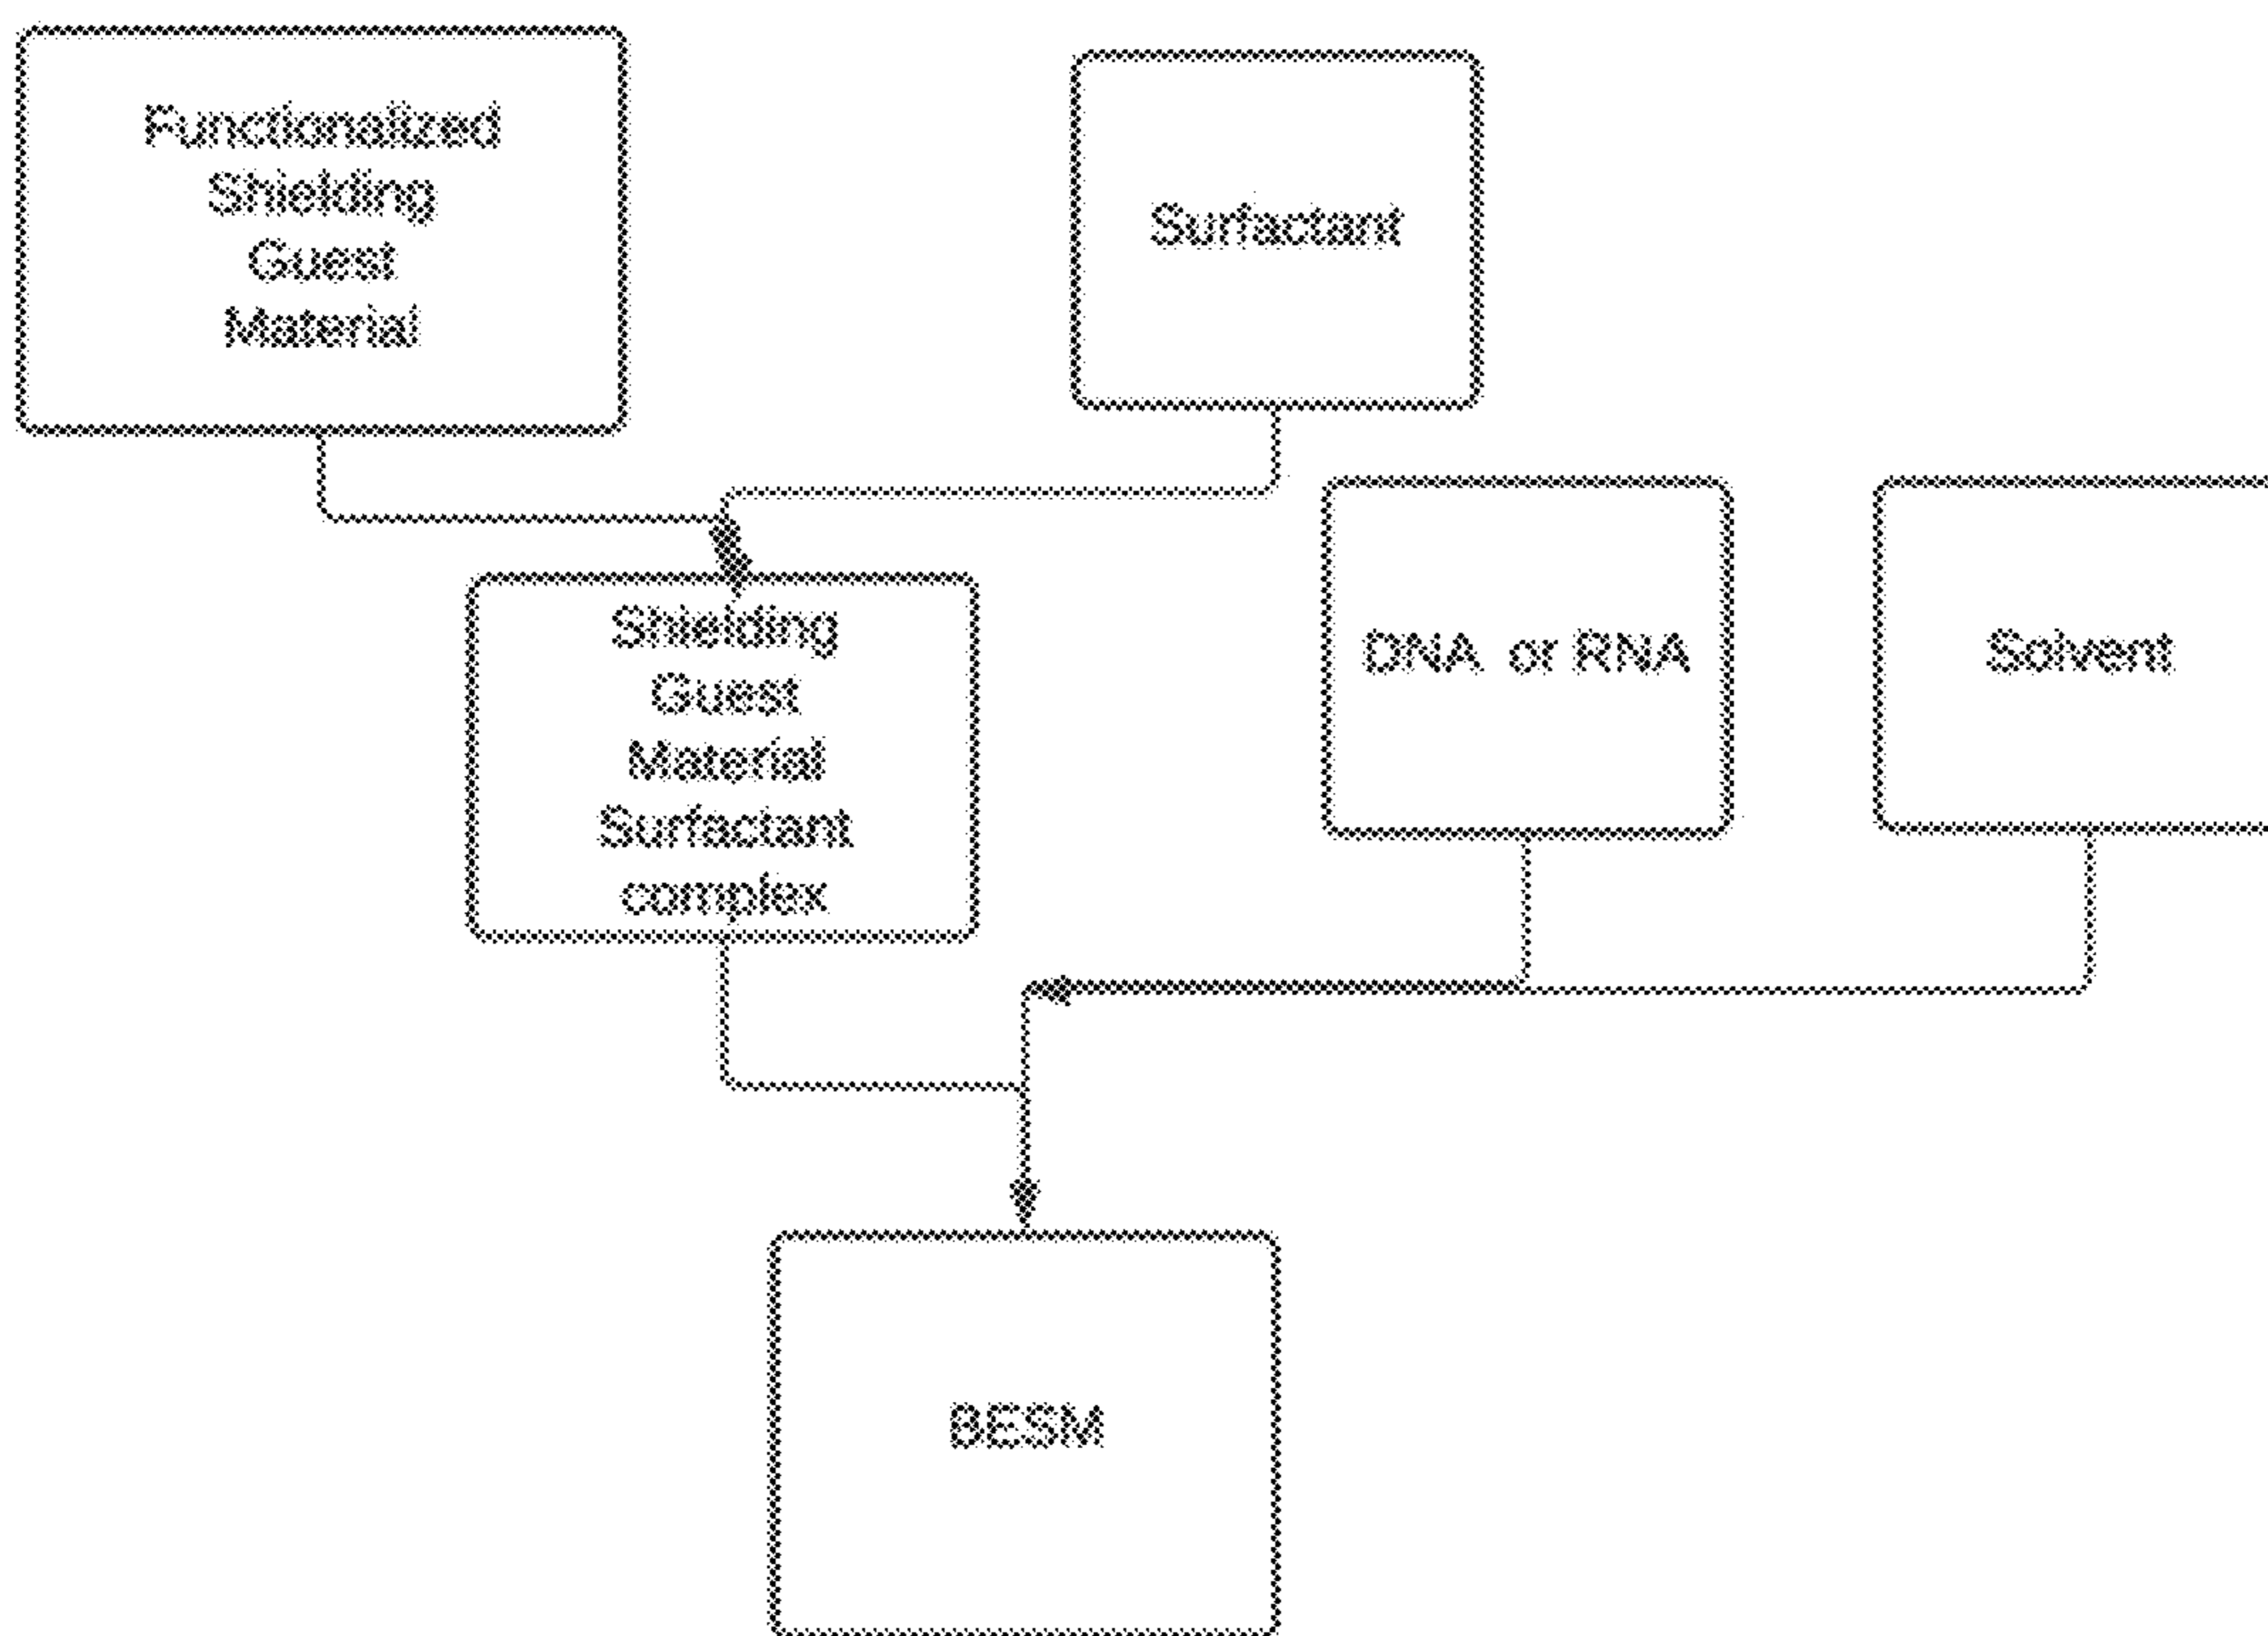 Functionalized
Shielding
Guest
Material
Surfactant
Shielding
Guest
Material
Surfactant
complex
DNA or RNA
Solvent
BESM